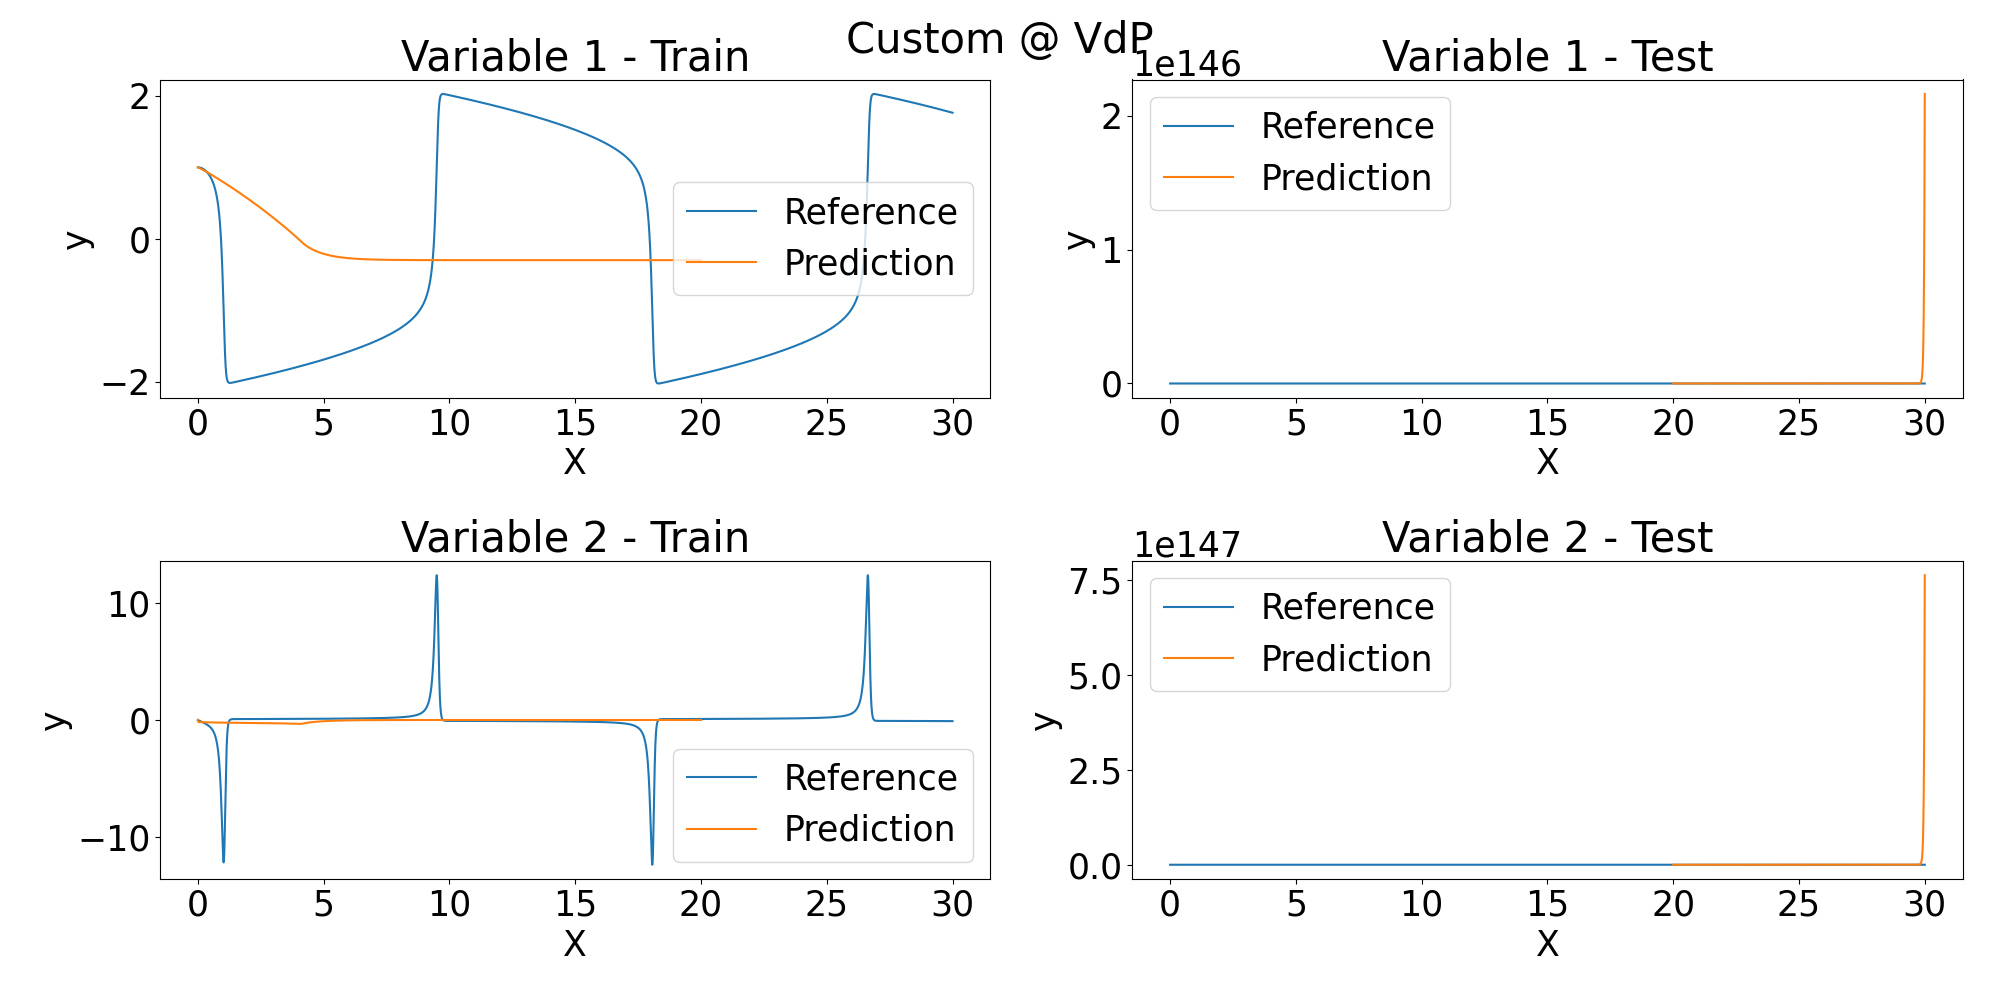 Custom @ VdP
Variable 1 - Train
2
0
−2
y
Reference
Prediction
0 5 10 15 20 25 30
X
Variable 1 - Test
1e146
2
1
0
y
Reference
Prediction
0 5 10 15 20 25 30
X
Variable 2 - Train
10
0
−10
y
Reference
Prediction
0 5 10 15 20 25 30
X
Variable 2 - Test
1e147
7.5
5.0
2.5
0.0
y
Reference
Prediction
0 5 10 15 20 25 30
X